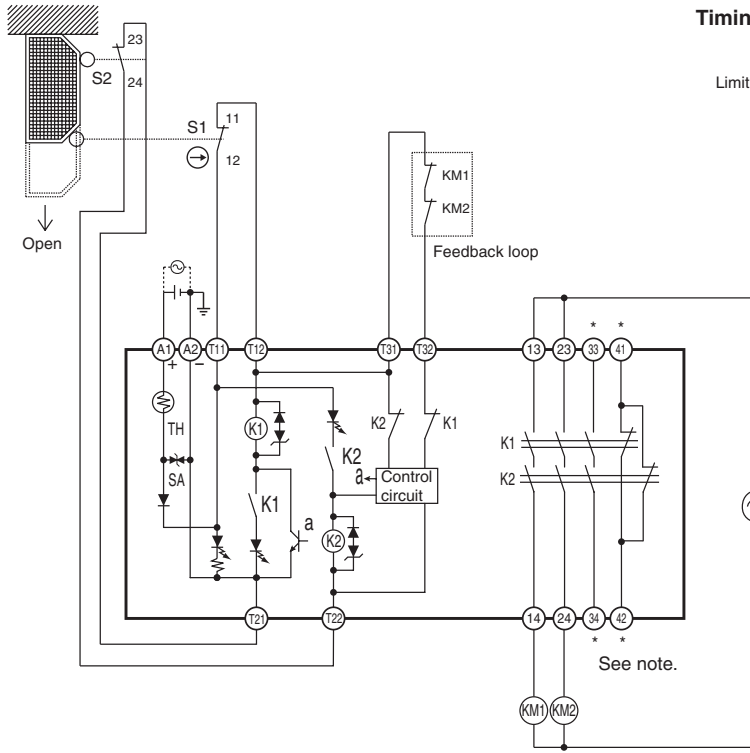 Timin
Limit
23
S2
24
S1
11
12
KM1
KM2
Open
Feedback loop
A1
A2
T11
T12
T31
T32
13
23
33
41
*
*
+
−
TH
SA
K1
K1
a
K2
K2
K2
K1
a
Control
circuit
K1
K2
T21
T22
14
24
34
42
*
*
See note.
KM1
KM2